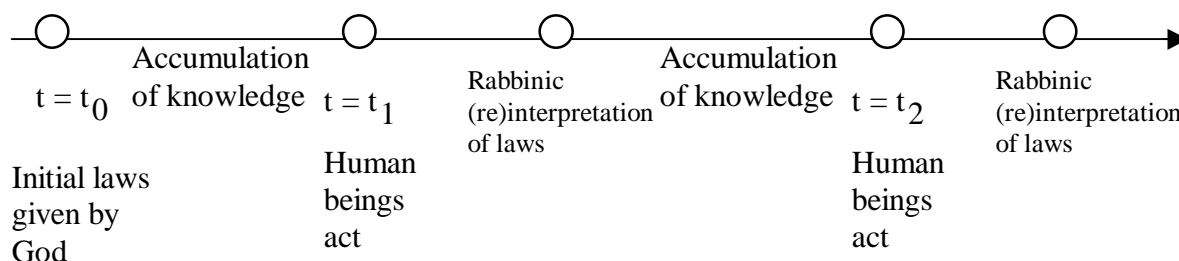 t = t0
Accumulation
of knowledge
t = t1
Rabbinic
(re)interpretation
of laws
Accumulation
of knowledge
t = t2
Rabbinic
(re)interpretation
of laws
Initial laws
given by
God
Human
beings
act
Human
beings
act